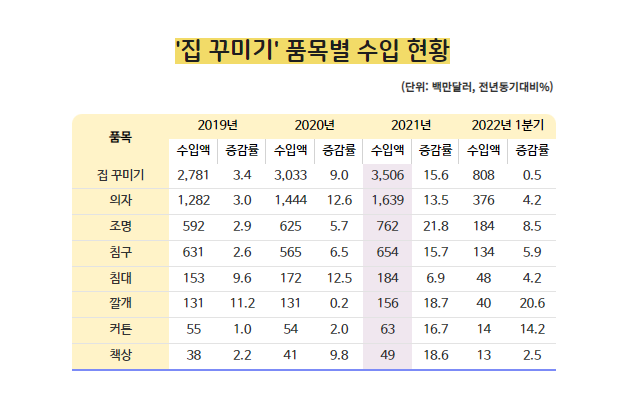 '집 꾸미기' 품목별 수입 현황
(단위: 백만달러, 전년동기대비%)
품목 2019년 2020년 2021년 2022년 1분기
수입액 증감률 수입액 증감률 수입액 증감률 수입액 증감률
집 꾸미기 2,781 3.4 3,033 9.0 3,506 15.6 808 0.5
의자 1,282 3.0 1,444 12.6 1,639 13.5 376 4.2
조명 592 2.9 625 5.7 762 21.8 184 8.5
침구 631 2.6 565 6.5 654 15.7 134 5.9
침대 153 9.6 172 12.5 184 6.9 48 4.2
깔개 131 11.2 131 0.2 156 18.7 40 20.6
커튼 55 1.0 54 2.0 63 16.7 14 14.2
책상 38 2.2 41 9.8 49 18.6 13 2.5